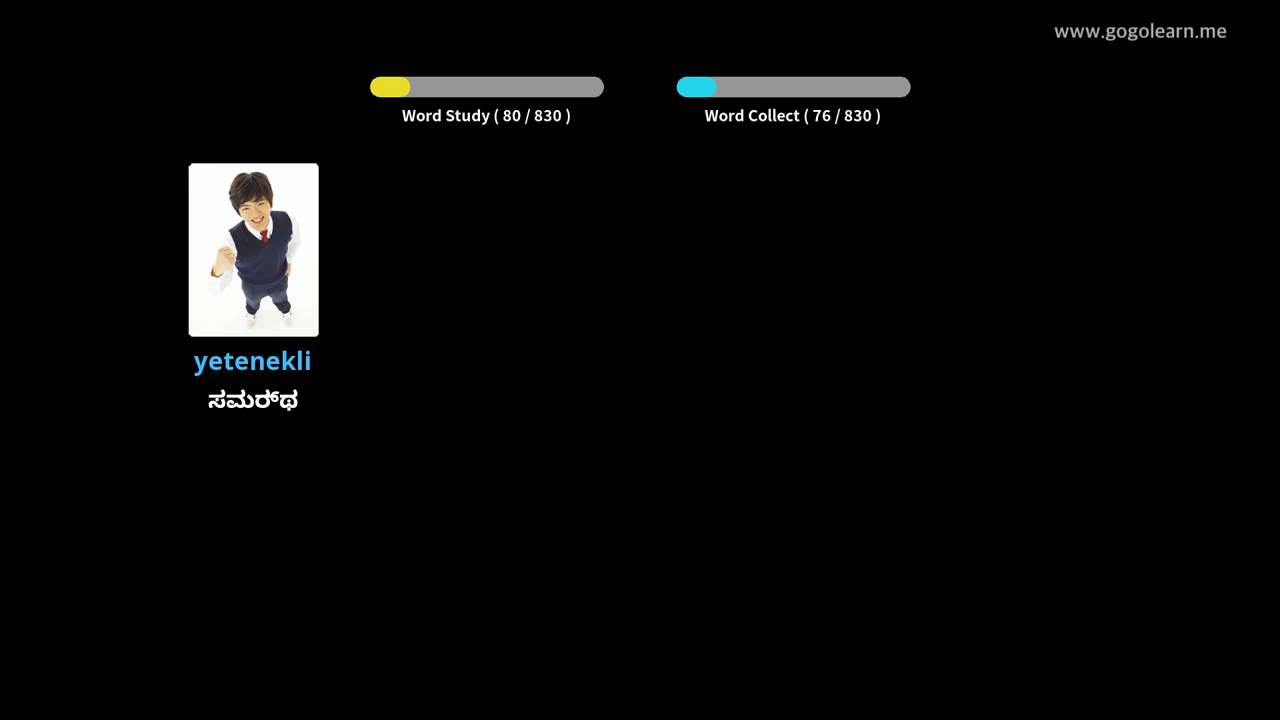 www.gogolearn.me
Word Study ( 80 / 830 )
Word Collect ( 76 / 830 )
yetenekli
ಸಮರ್‍ಥ